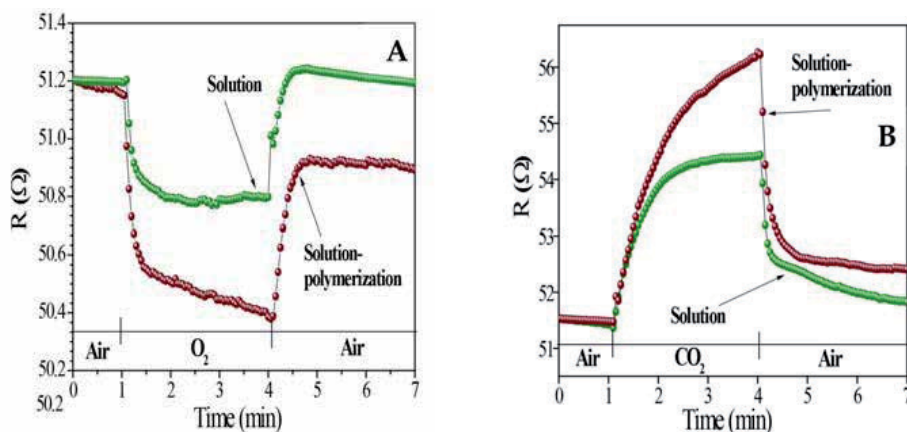 51.4
51.2
51.0
50.8
50.6
50.4
50.2
50.2
R (Ω)
A
Solution
Solution-
polymerization
Air
O2
Air
0 1 2 3 4 5 6 7
Time (min)
56
55
54
53
52
51
R (Ω)
Solution-
polymerization
B
Solution
Air
CO2
Air
0 1 2 3 4 5 6 7
Time (min)